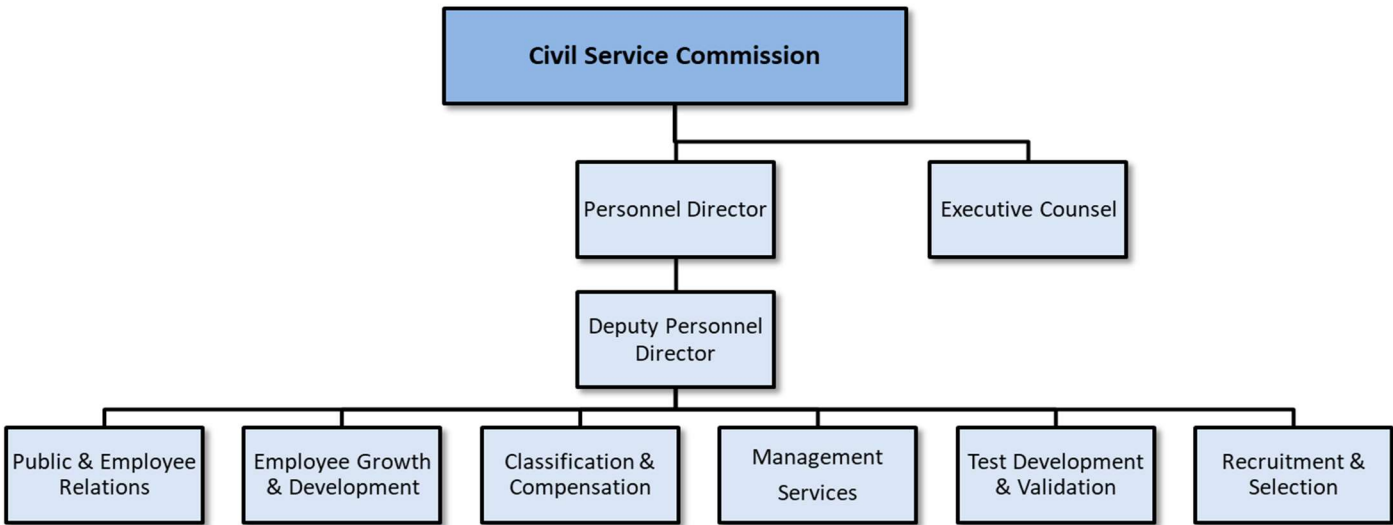 Civil Service Commission
Personnel Director
Executive Counsel
Deputy Personnel
Director
Public & Employee
Relations
Employee Growth
& Development
Classification &
Compensation
Management
Services
Test Development
& Validation
Recruitment &
Selection